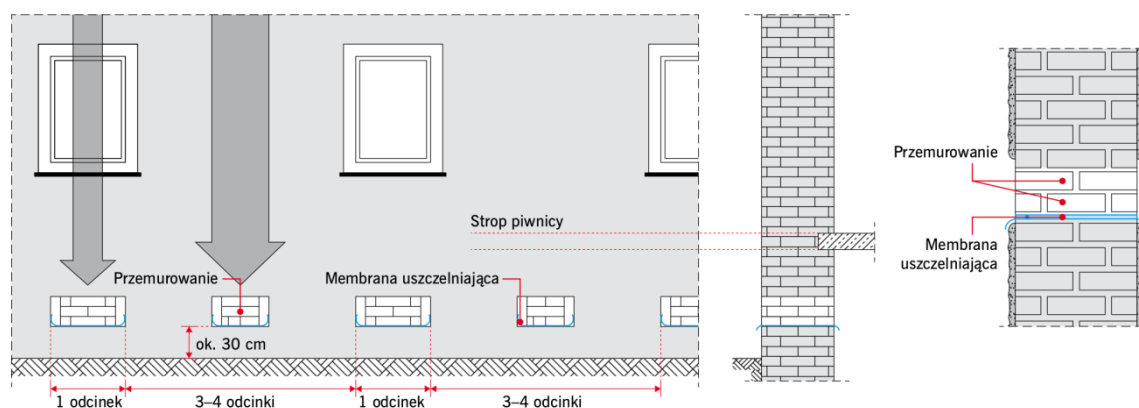 Strop piwnicy
Przemurowanie
Membrana uszczelniająca
ok. 30 cm
1 odcinek
3–4 odcinki
1 odcinek
3–4 odcinki
Przemurowanie
Membrana
uszczelniająca